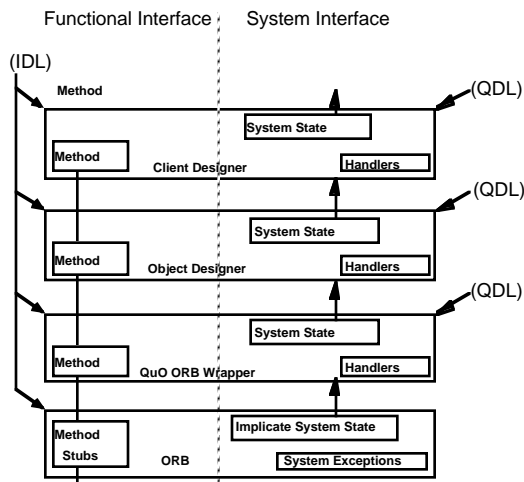 Functional Interface
System Interface
(IDL)
Method
(QDL)
System State
Method
Handlers
Client Designer
(QDL)
System State
Method
Handlers
Object Designer
(QDL)
System State
Method
Handlers
QuO ORB Wrapper
Implicate System State
Method
Stubs
ORB
System Exceptions